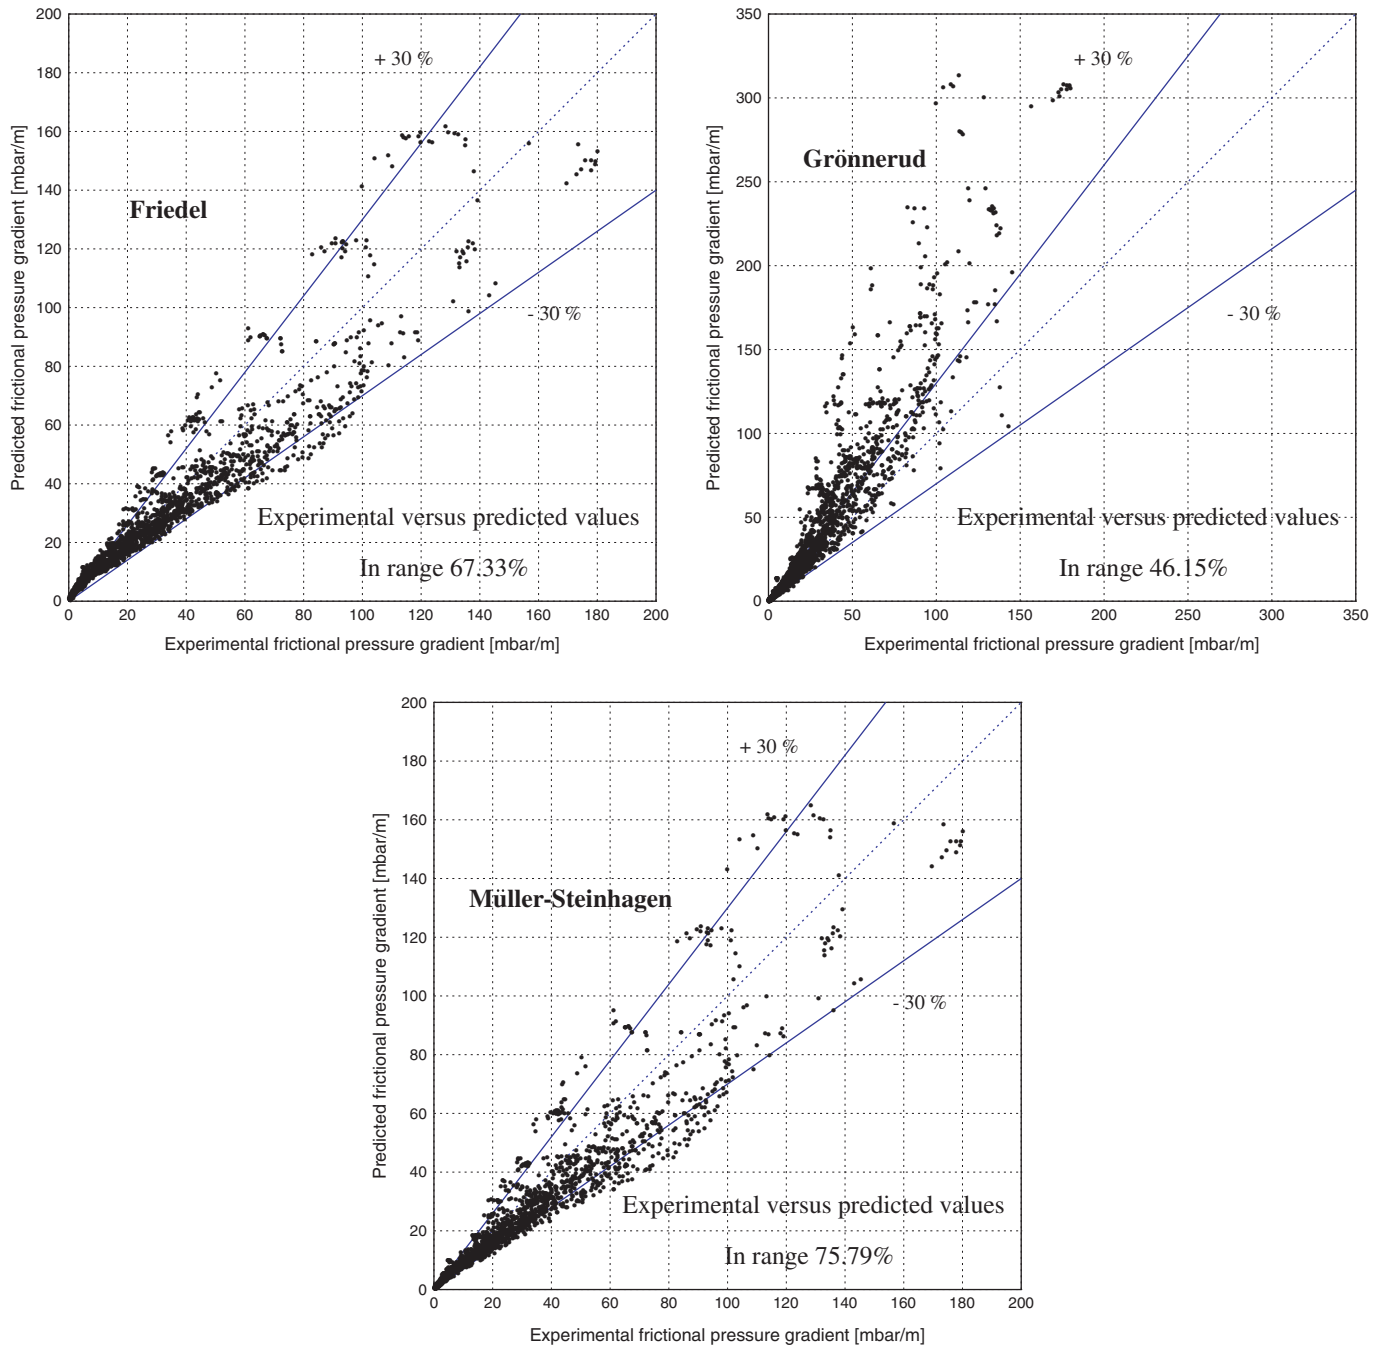 200
180
160
140
120
100
80
60
40
20
0
0 20 40 60 80 100 120 140 160 180 200
Predicted frictional pressure gradient [mbar/m]
Experimental frictional pressure gradient [mbar/m]
+ 30 %
Friedel
- 30 %
Experimental versus predicted values
In range 67.33%
350
300
250
200
150
100
50
0
0 50 100 150 200 250 300 350
Predicted frictional pressure gradient [mbar/m]
Experimental frictional pressure gradient [mbar/m]
+ 30 %
Grönnerud
- 30 %
Experimental versus predicted values
In range 46.15%
200
180
160
140
120
100
80
60
40
20
0
0 20 40 60 80 100 120 140 160 180 200
Predicted frictional pressure gradient [mbar/m]
Experimental frictional pressure gradient [mbar/m]
+ 30 %
Müller-Steinhagen
- 30 %
Experimental versus predicted values
In range 75.79%